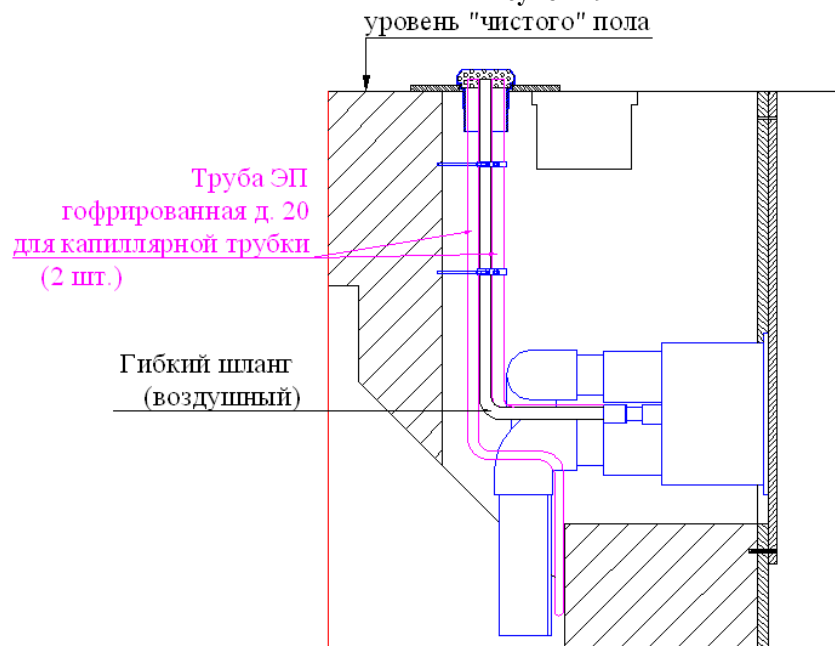 уровень "чистого" пола
Труба ЭП
гофрированная д. 20
для капиллярной трубки
(2 шт.)
Гибкий шланг
(воздушный)